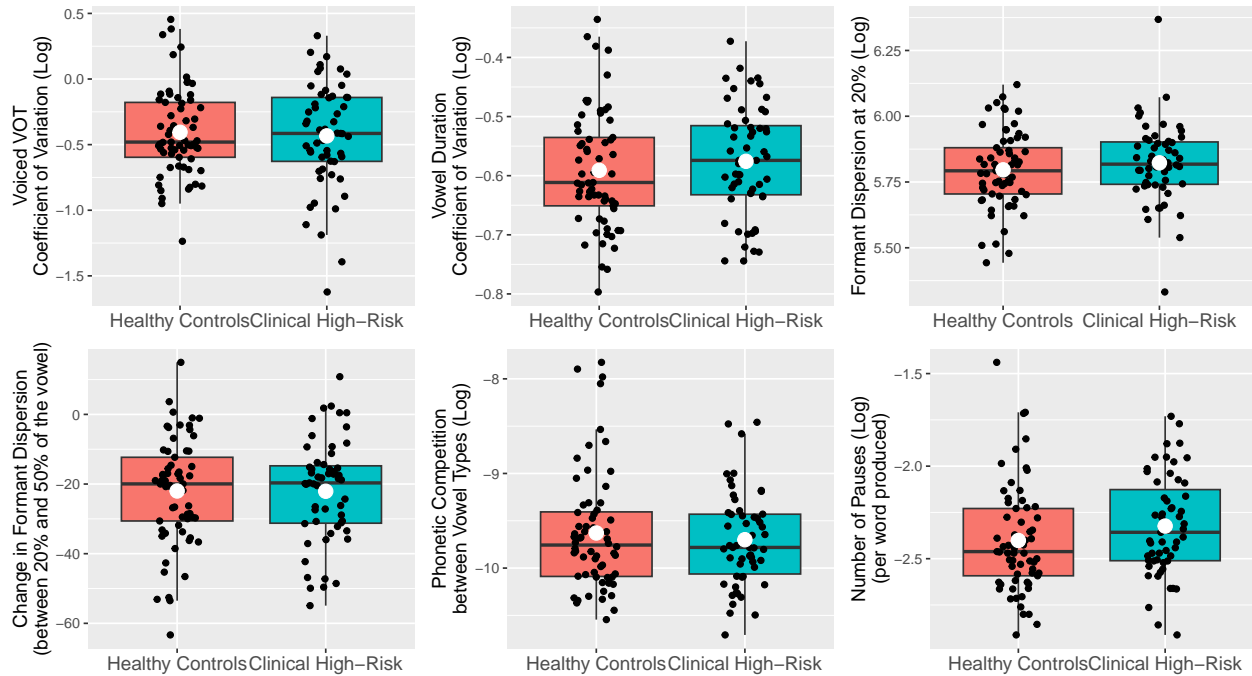 Voiced VOT
Coefficient of Variation (Log)
0.5
0.0
−0.5
−1.0
−1.5
Healthy Controls
Clinical High−Risk
Vowel Duration
Coefficient of Variation (Log)
−0.4
−0.5
−0.6
−0.7
−0.8
Healthy Controls
Clinical High−Risk
Formant Dispersion at 20% (Log)
6.25
6.00
5.75
5.50
Healthy Controls
Clinical High−Risk
Change in Formant Dispersion
(between 20% and 50% of the vowel)
0
−20
−40
−60
Healthy Controls
Clinical High−Risk
Phonetic Competition
between Vowel Types (Log)
−8
−9
−10
Healthy Controls
Clinical High−Risk
Number of Pauses (Log)
(per word produced)
−1.5
−2.0
−2.5
Healthy Controls
Clinical High−Risk